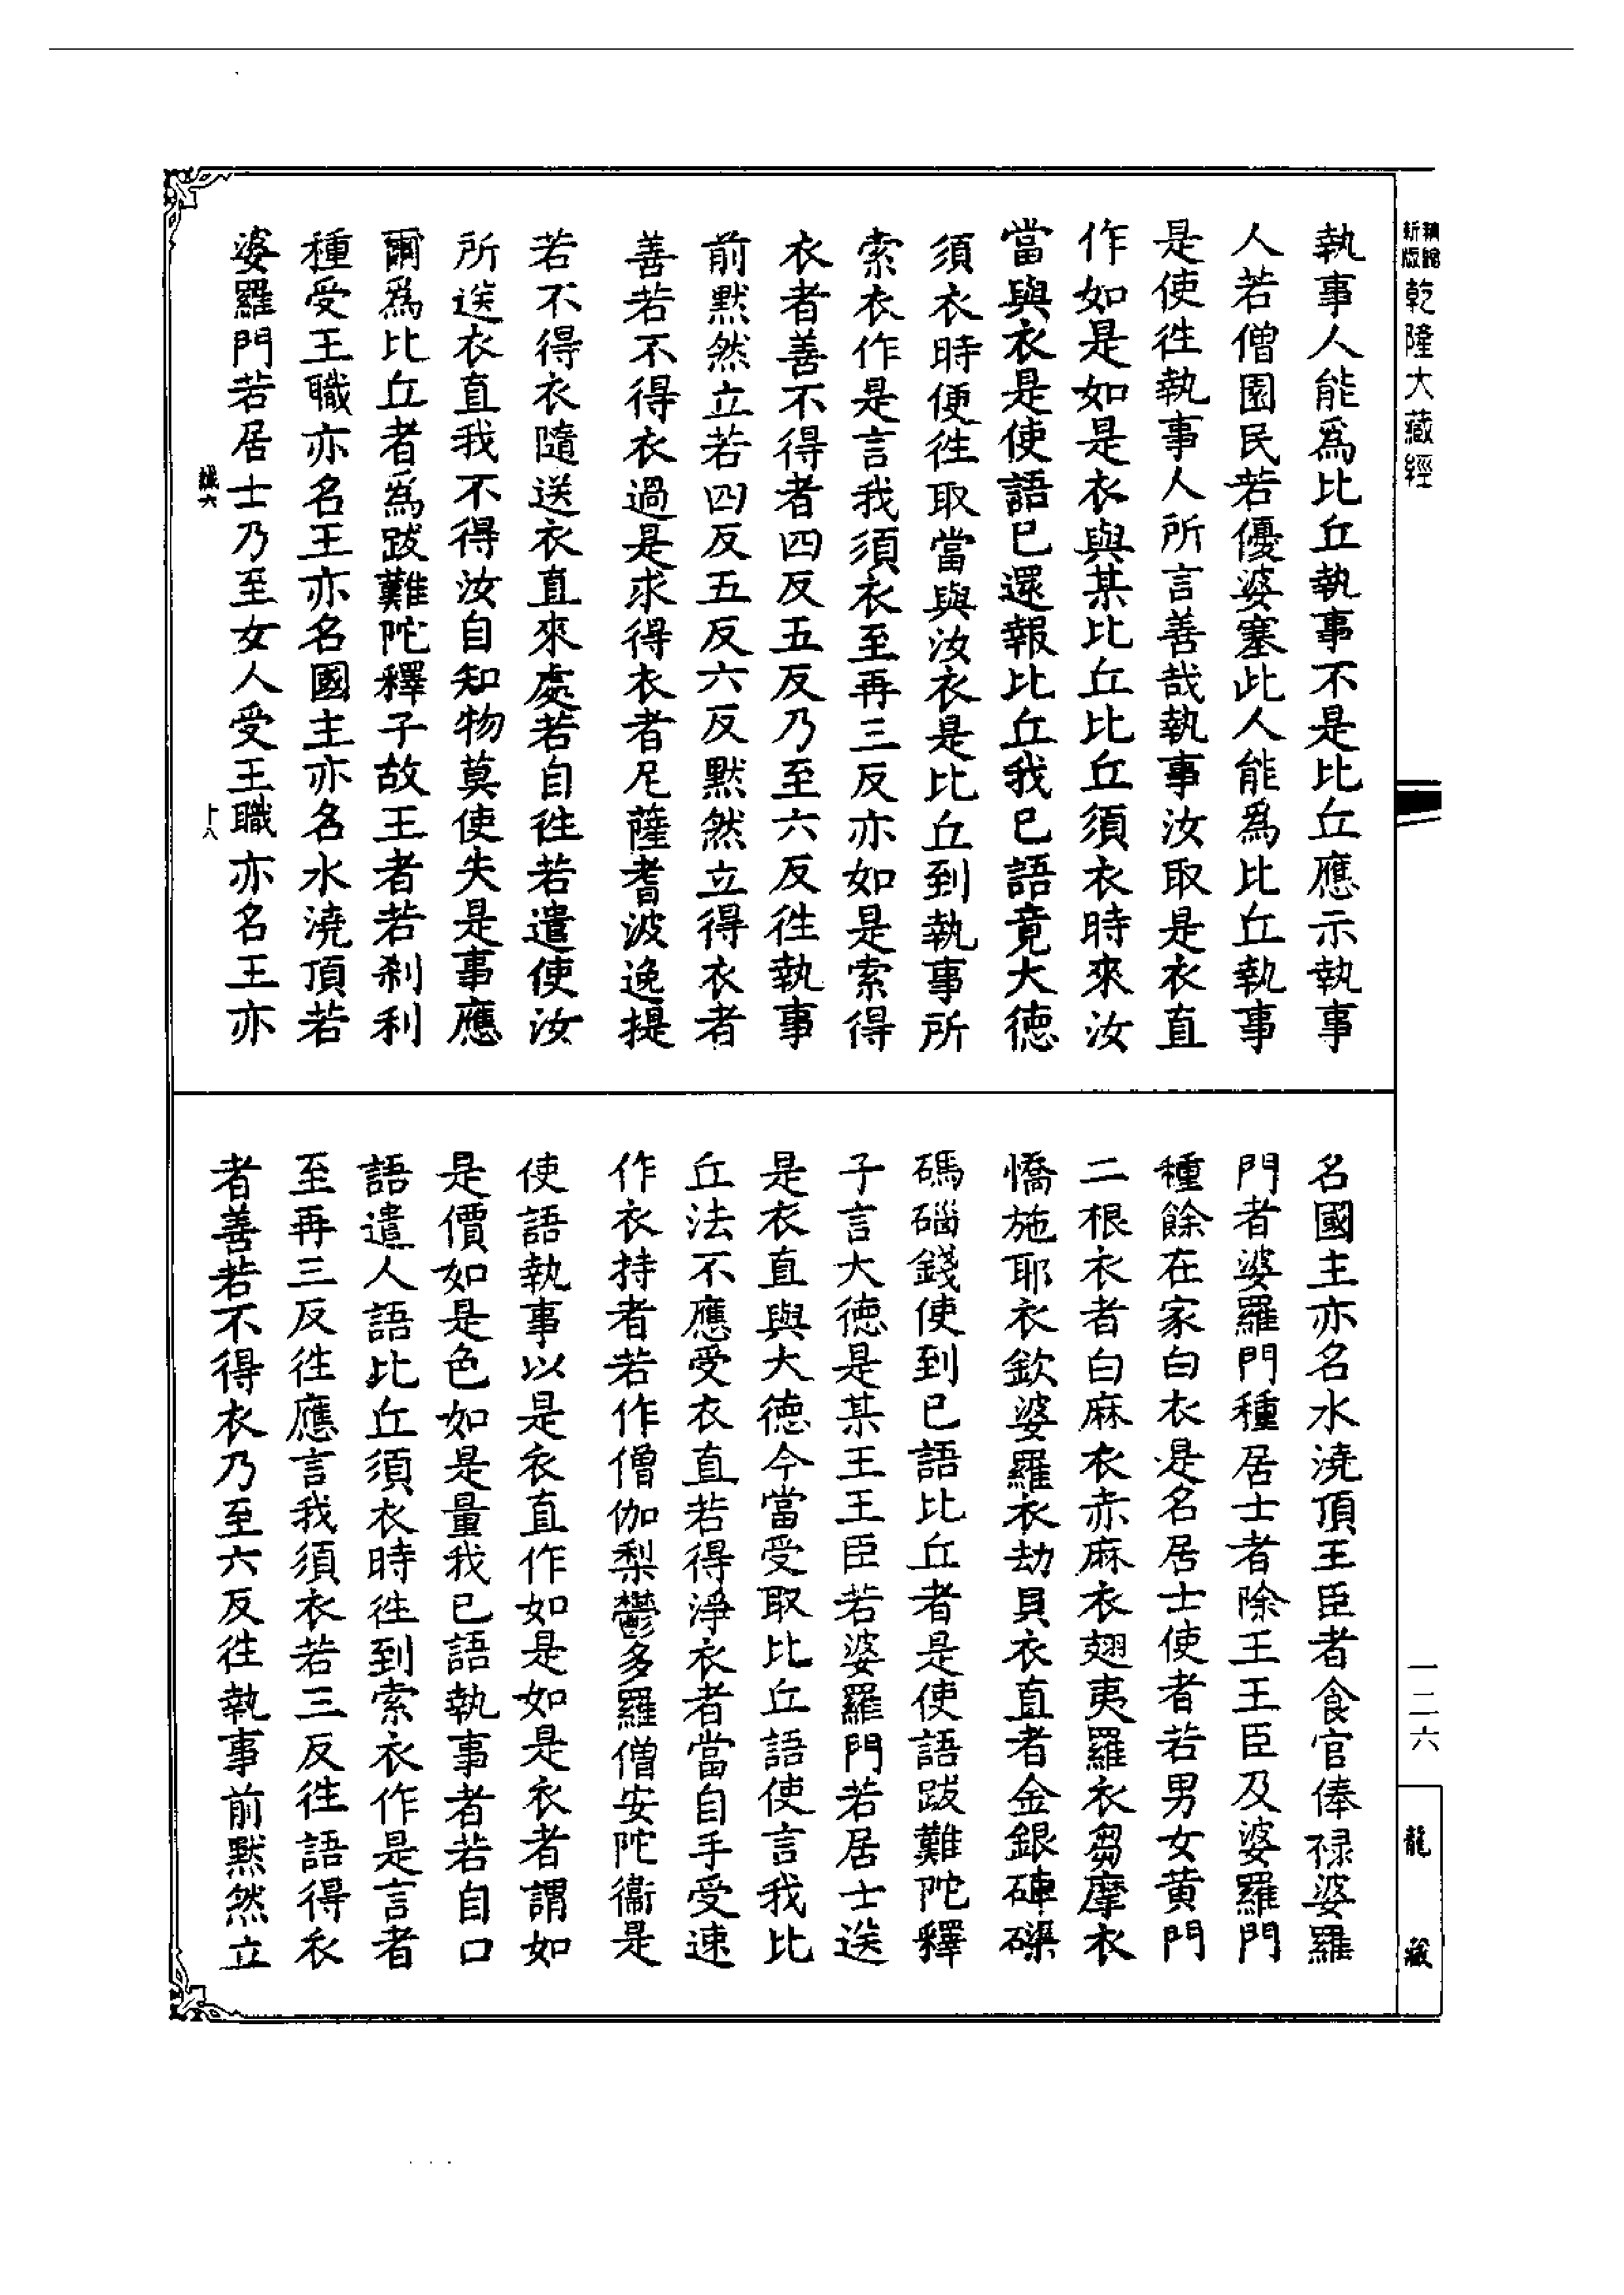 新版
乾隆大藏經
執事人能爲比丘執事不是比丘應示執事
人若僧園民若優婆塞此人能爲比丘執事
是使徃執事人所言善哉執事汝取是衣直
作如是如是衣與某比丘比丘須衣時來汝
當與衣是使語已還報比丘我已語竟大德
須衣時便徃取當與汝衣是比丘到執事所
索衣作是言我須衣至再三反亦如是索得
衣者善不得者四反五反乃至六反徃執事
前默然立若四反五反六反默然立得衣者
善若不得衣過是求得衣者尼薩耆波逸提
若不得衣隨送衣直來處若自徃若遣使汝
所送衣直我不得汝自知物莫使失是事應
爾爲比丘者爲跋難陀釋子故王者若剎利
種受王職亦名王亦名國主亦名水澆頂若
婆羅門若居士乃至女人受王職亦名王亦
十八
名國主亦名水澆頂王臣者食官俸祿婆羅
門者婆羅門種居士者除王王臣及婆羅門
種餘在家白衣是名居士使者若男女黃門
二根衣者白麻衣赤麻衣翅夷羅衣芻摩衣
憍施耶衣欽婆羅衣劫貝衣直者金銀硨磲
碼碯錢使到已語比丘者是使語跋難陀釋
子言大德是某王王臣若婆羅門若居士送
是衣直與大德今當受取比丘語使言我比
丘法不應受衣直若得淨衣者當自手受速
作衣持者若作僧伽梨鬱多羅僧安陀衞是
使語執事以是衣直作如是如是衣者謂如
是價如是色如是量我已語執事者若自口
語遣人語比丘須衣時徃到索衣作是言者
至再三反徃應言我須衣若三反徃語得衣
者善若不得衣乃至六反徃執事前默然立
一二六
龍藏